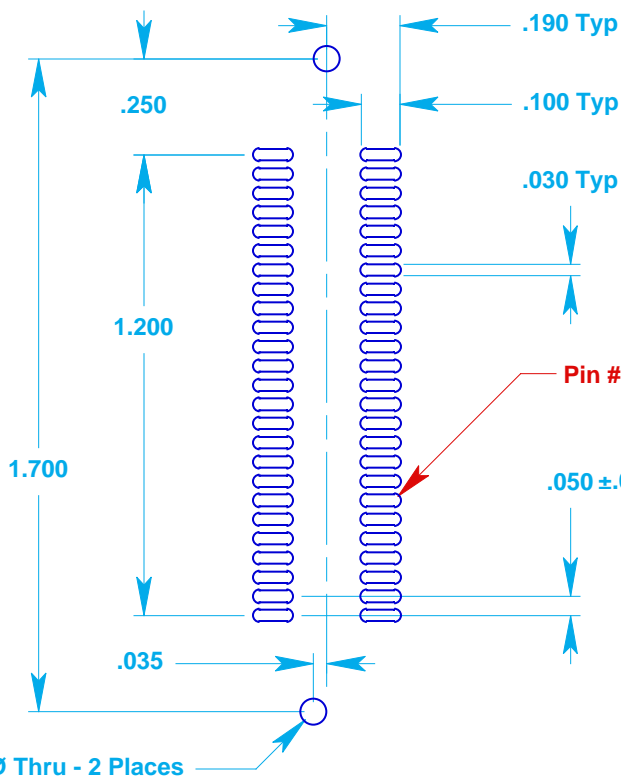 .190 Typ
.250
.100 Typ
.030 Typ
1.200
Pin #
1.700
.050 ±.
.035
Ø Thru - 2 Places